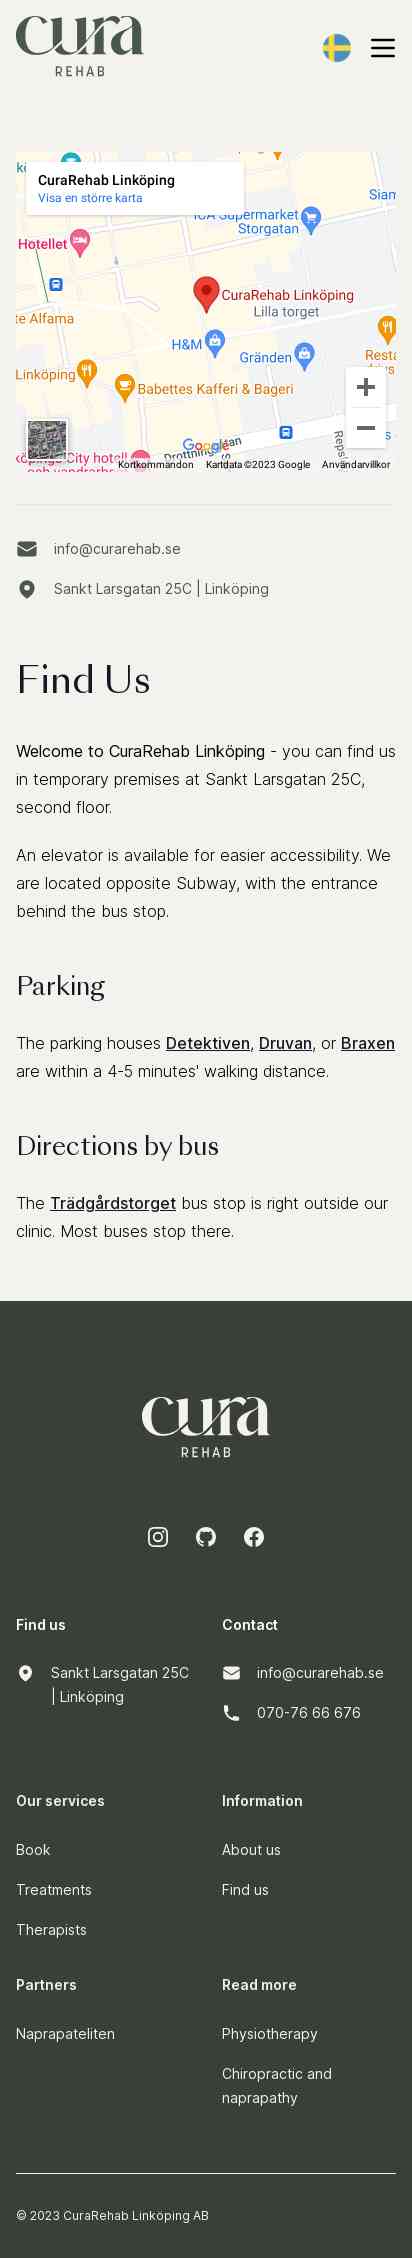 cura
REHAB
CuraRehab Linköping
Visa en större karta
ICA Supermarket
Storgatan
Siam
Hotellet
CuraRehab Linköping
Lilla torget
te Alfama
H&M
Gränden
Resta
Linköping
Babettes Kafferi & Bageri
Google
Drottninggatan
Repsl
köpings City hotell
och vandrarh
Kortkommandon
Kartdata ©2023 Google
Användarvillkor
info@curarehab.se
Sankt Larsgatan 25C | Linköping
Find Us
Welcome to CuraRehab Linköping - you can find us
in temporary premises at Sankt Larsgatan 25C,
second floor.
An elevator is available for easier accessibility. We
are located opposite Subway, with the entrance
behind the bus stop.
Parking
The parking houses Detektiven, Druvan, or Braxen
are within a 4-5 minutes' walking distance.
Directions by bus
The Trädgårdstorget bus stop is right outside our
clinic. Most buses stop there.
cura
REHAB
Find us
Sankt Larsgatan 25C
| Linköping
Contact
info@curarehab.se
070-76 66 676
Our services
Book
Treatments
Therapists
Information
About us
Find us
Partners
Naprapateliten
Read more
Physiotherapy
Chiropractic and
naprapathy
© 2023 CuraRehab Linköping AB